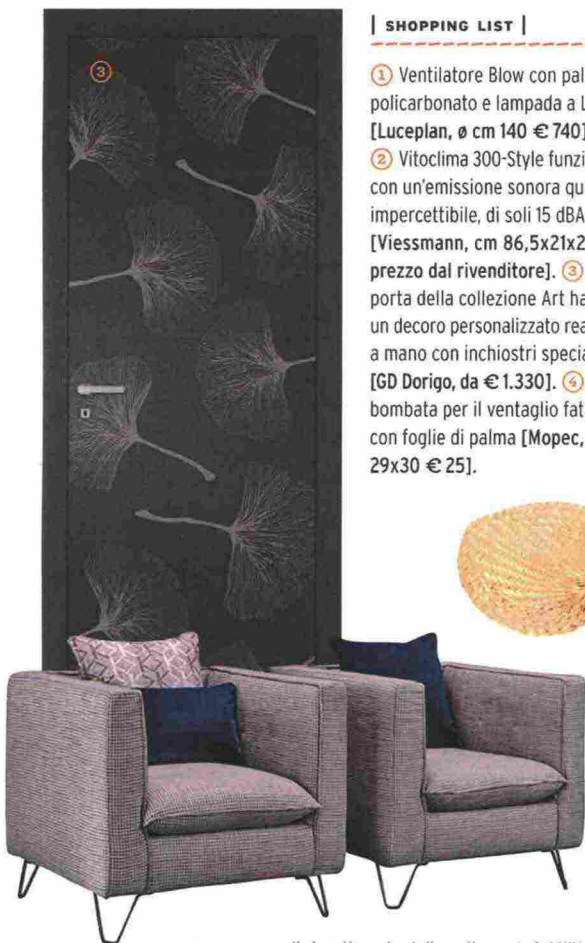 | SHOPPING LIST |
③
① Ventilatore Blow con pal
policarbonato e lampada a L
[Luceplan, ø cm 140 € 740]
② Vitoclima 300-Style funzi
con un'emissione sonora qu
impercettibile, di soli 15 dBA
[Viessmann, cm 86,5x21x2
prezzo dal rivenditore]. ③
porta della collezione Art ha
un decoro personalizzato rea
a mano con inchiostri specia
[GD Dorigo, da € 1.330]. ④
bombata per il ventaglio fat
con foglie di palma [Mopec,
29x30 € 25].